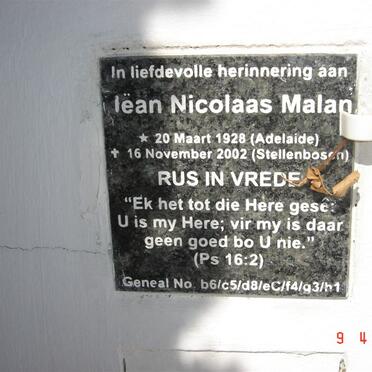 In liefdevolle herinnering aan
Iëan Nicolaas Malan
★ 20 Maart 1928 (Adelaide)
✝ 16 November 2002 (Stellenbosch)
RUS IN VREDE
"Ek het tot die Here gesê:
U is my Here; vir my is daar
geen goed bo U nie."
(Ps 16:2)
Geneal No. b6/c5/d8/eC/f4/g3/h1
9 4